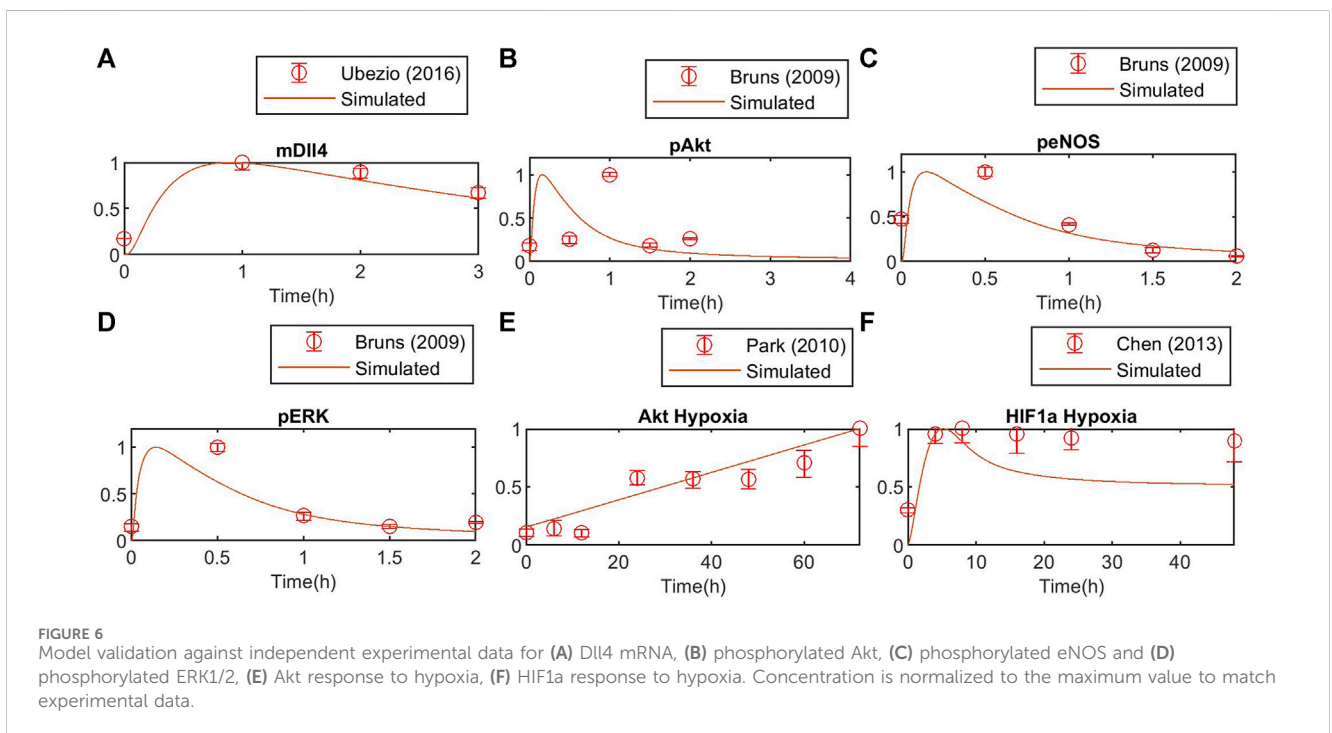 A
Ubezio (2016)
Simulated
mDll4
1
0.5
0
0
1
2
3
Time(h)
B
Bruns (2009)
Simulated
pAkt
1
0.5
0
0
1
2
3
4
Time(h)
C
Bruns (2009)
Simulated
peNOS
1
0.5
0
0
0.5
1
1.5
2
Time(h)
D
Bruns (2009)
Simulated
pERK
1
0.5
0
0
0.5
1
1.5
2
Time(h)
E
Park (2010)
Simulated
Akt Hypoxia
1
0.5
0
0
20
40
60
Time(h)
F
Chen (2013)
Simulated
HIF1a Hypoxia
1
0.5
0
0
10
20
30
40
Time(h)
FIGURE 6
Model validation against independent experimental data for (A) Dll4 mRNA, (B) phosphorylated Akt, (C) phosphorylated eNOS and (D)
phosphorylated ERK1/2, (E) Akt response to hypoxia, (F) HIF1a response to hypoxia. Concentration is normalized to the maximum value to match
experimental data.